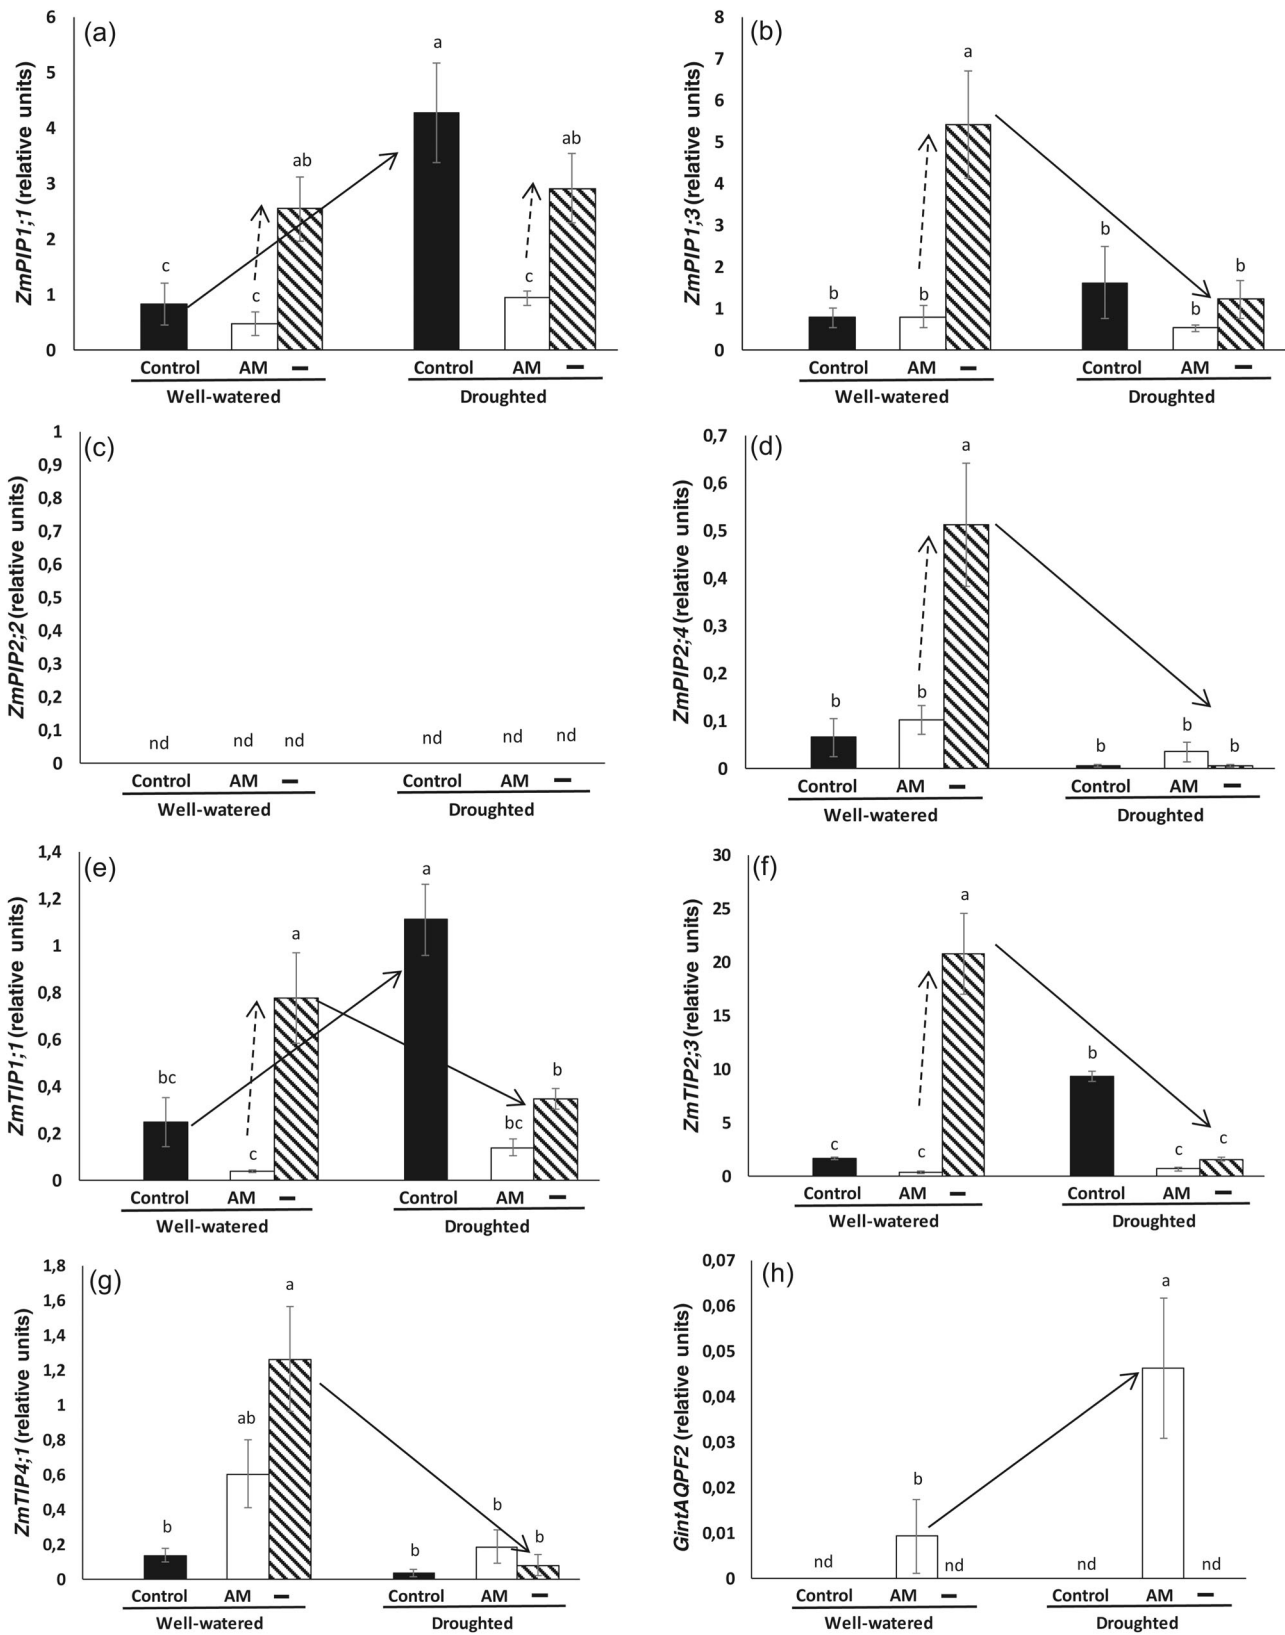 (a)
ZmPIP1;1 (relative units)
6
5
4
3
2
1
0
c
c
ab
a
c
ab
Control AM – Control AM –
Well-watered Droughted
(b)
ZmPIP1;3 (relative units)
8
7
6
5
4
3
2
1
0
b
b
a
b
b
b
Control AM – Control AM –
Well-watered Droughted
(c)
ZmPIP2;2 (relative units)
1
0,9
0,8
0,7
0,6
0,5
0,4
0,3
0,2
0,1
0
nd nd nd nd nd nd
Control AM – Control AM –
Well-watered Droughted
(d)
ZmPIP2;4 (relative units)
0,7
0,6
0,5
0,4
0,3
0,2
0,1
0
b
b
a
b
b
b
Control AM – Control AM –
Well-watered Droughted
(e)
ZmTIP1;1 (relative units)
1,4
1,2
1
0,8
0,6
0,4
0,2
0
bc
c
a
a
bc
b
Control AM – Control AM –
Well-watered Droughted
(f)
ZmTIP2;3 (relative units)
30
25
20
15
10
5
0
c
c
a
b
c
c
Control AM – Control AM –
Well-watered Droughted
(g)
ZmTIP4;1 (relative units)
1,8
1,6
1,4
1,2
1
0,8
0,6
0,4
0,2
0
b
ab
a
b
b
b
Control AM – Control AM –
Well-watered Droughted
(h)
GintAQPF2 (relative units)
0,07
0,06
0,05
0,04
0,03
0,02
0,01
0
nd
b
nd
nd
a
nd
Control AM – Control AM –
Well-watered Droughted